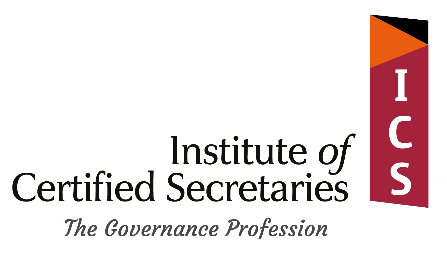 Institute of
Certified Secretaries
The Governance Profession
ICS